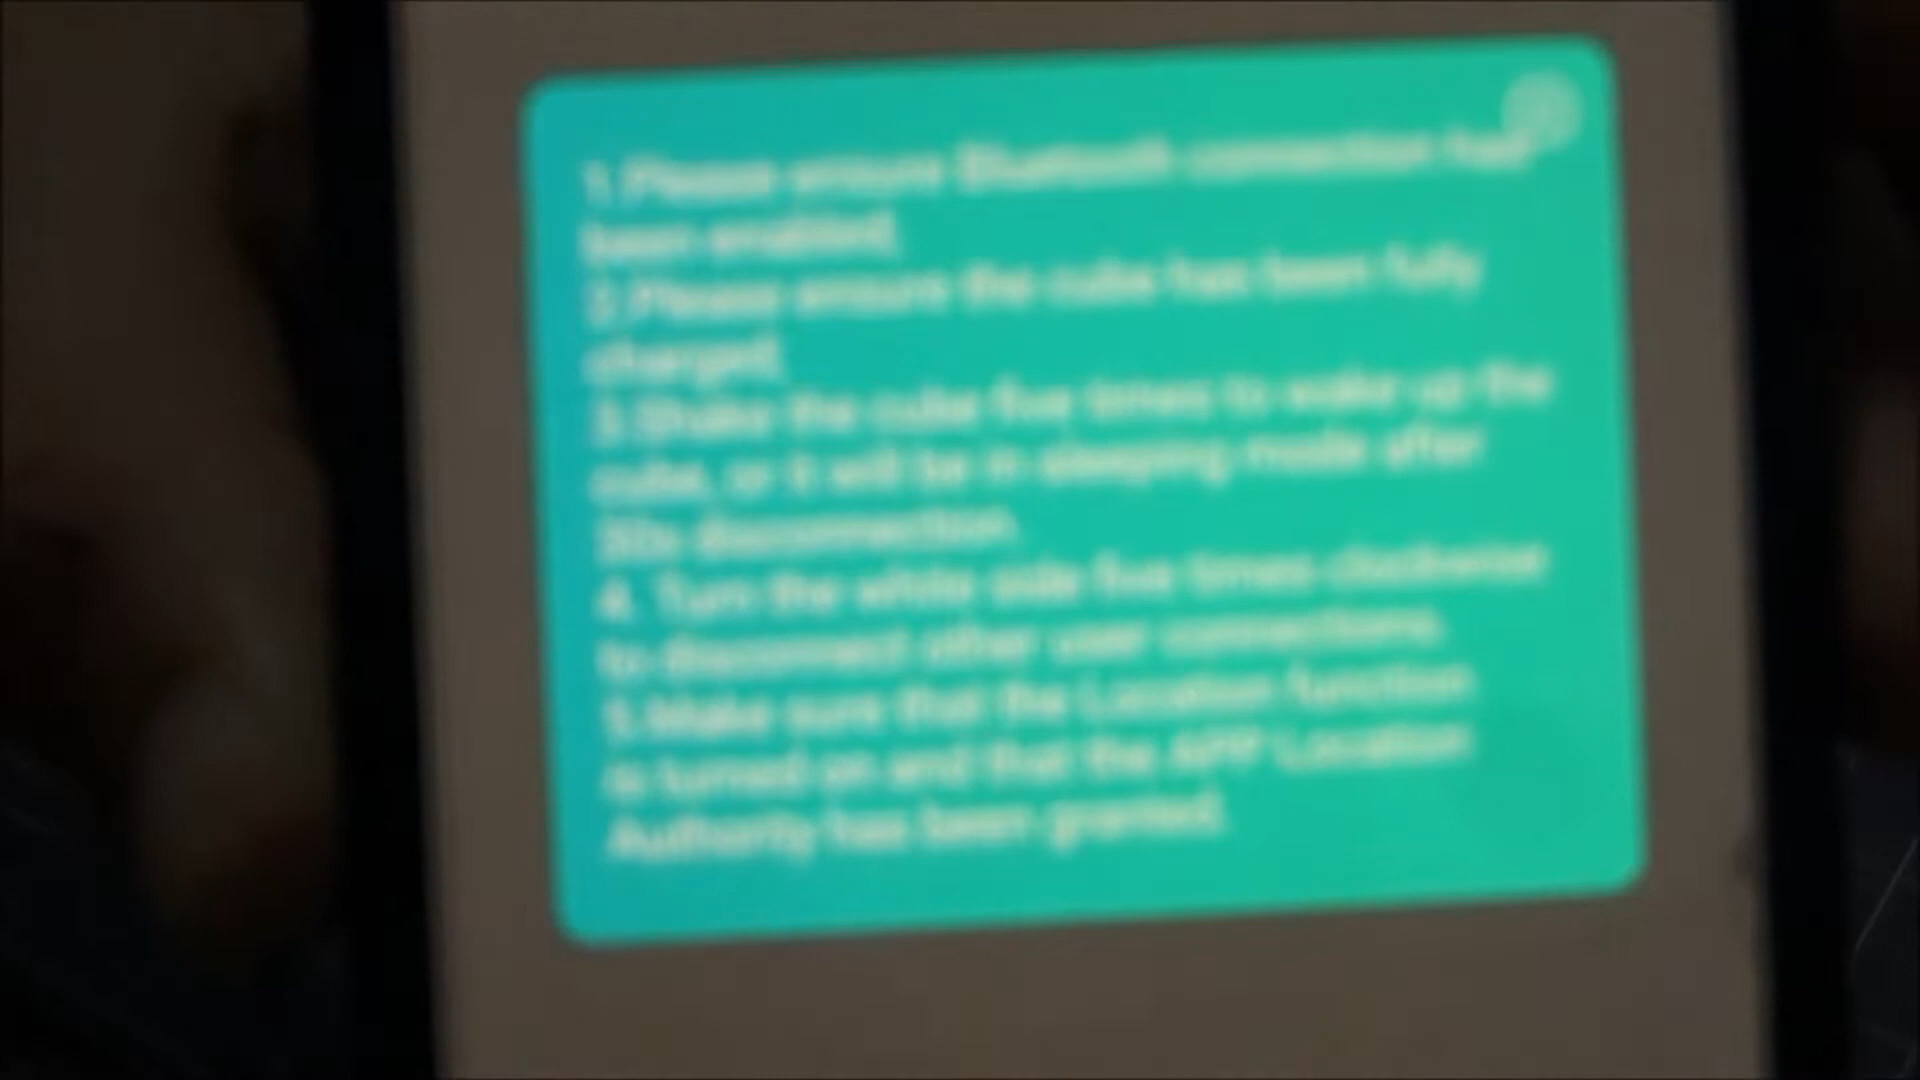 1.Please ensure Bluetooth connection had
been enabled;
2.Please ensure the cube has been fully
charged;
3.Shake the cube five times to wake up the
cube, or it will be in sleeping mode after
disconnection.
4. Turn the white side five times clockwise
to disconnect other user connections.
5.Make sure that the Location function
is turned on and that the APP Location
Authority has been granted.